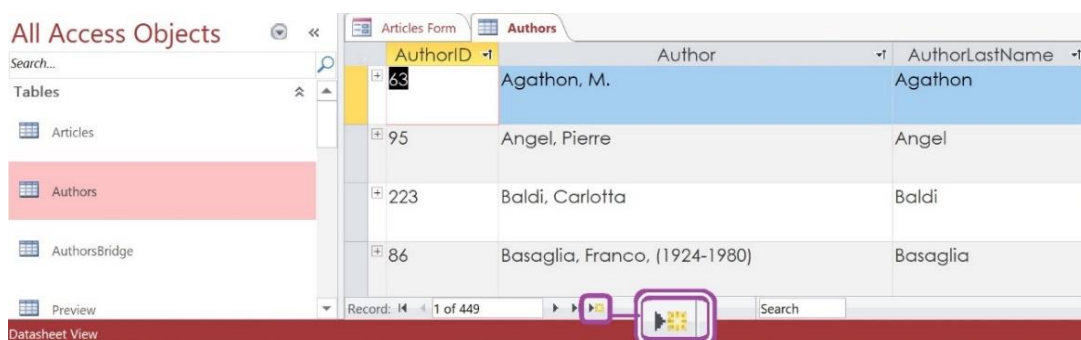 All Access Objects
Search...
Tables
Articles
Authors
AuthorsBridge
Preview
Articles Form Authors
AuthorID Author AuthorLastName
63 Agathon, M. Agathon
95 Angel, Pierre Angel
223 Baldi, Carlotta Baldi
86 Basaglia, Franco, (1924-1980) Basaglia
Record: 1 of 449 Search
Datasheet View